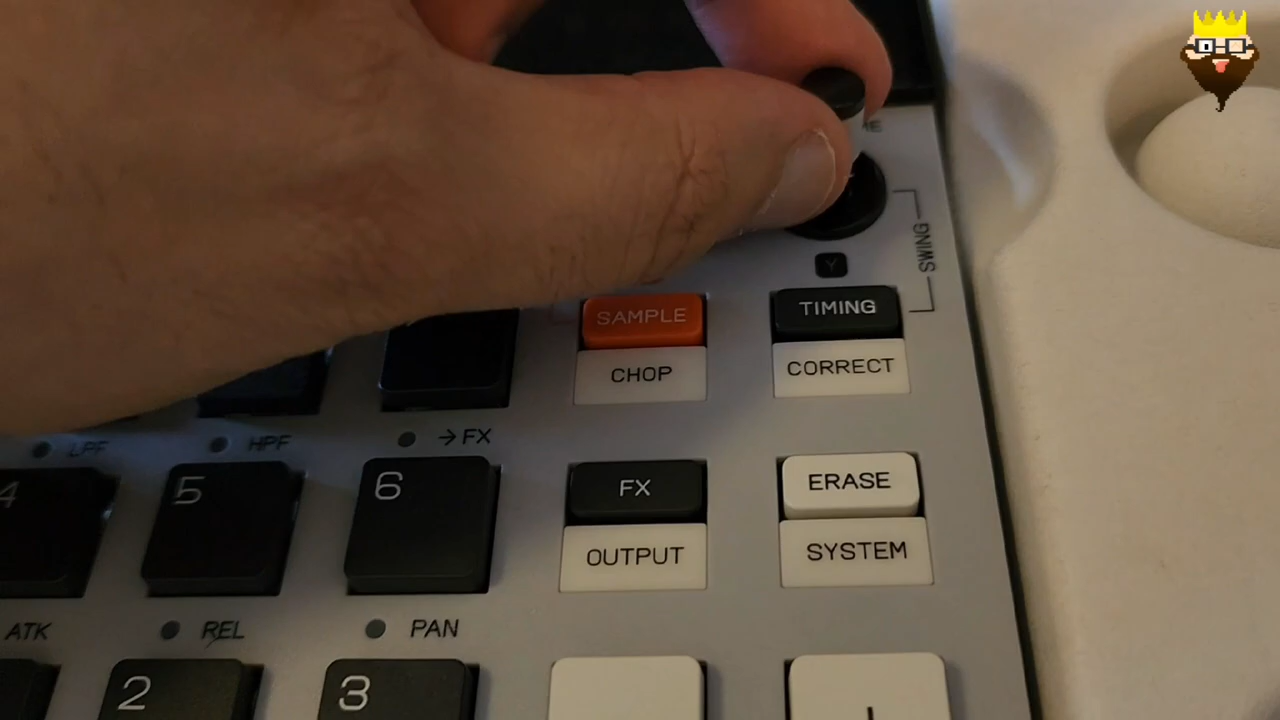 Y
SWING
SAMPLE
TIMING
CHOP
CORRECT
LPF
HPF
→FX
4
5
6
FX
ERASE
OUTPUT
SYSTEM
ATK
REL
PAN
2
3